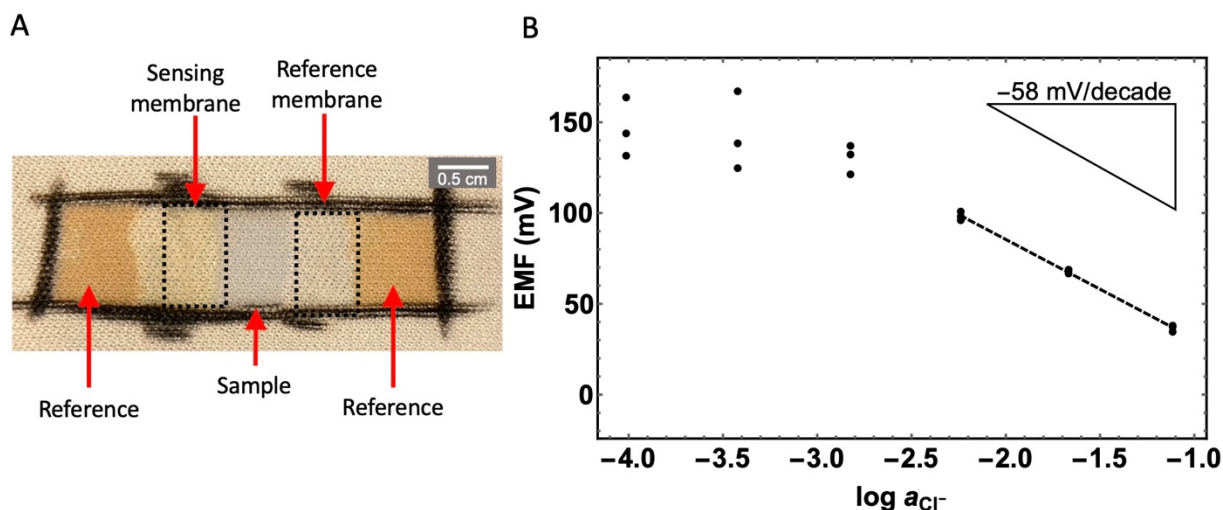 A
Sensing
membrane
Reference
membrane
0.5 cm
Reference
Sample
Reference
B
−58 mV/decade
EMF (mV)
150
100
50
0
−4.0 −3.5 −3.0 −2.5 −2.0 −1.5 −1.0
log aCl⁻